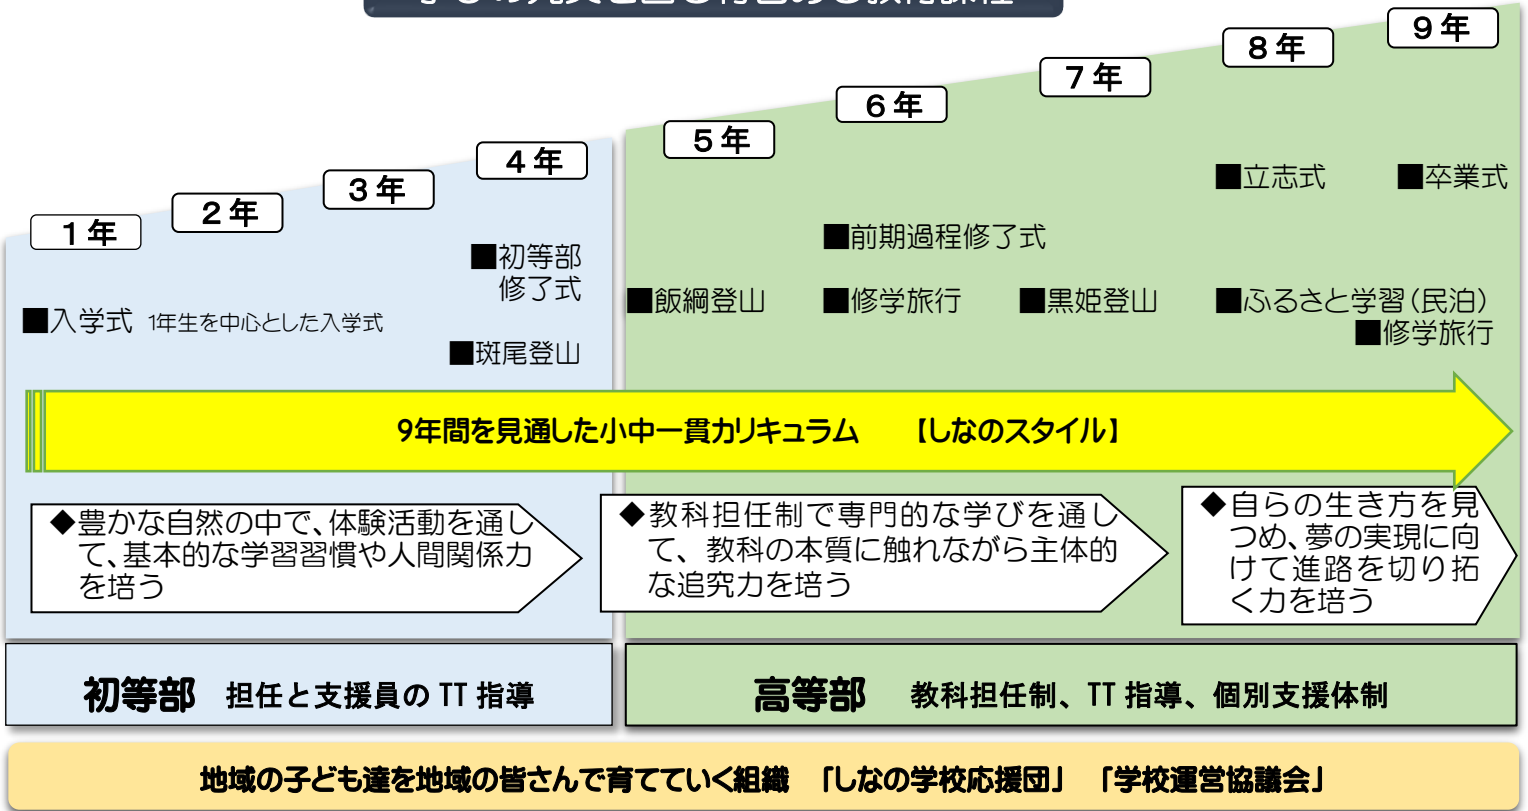 1年
2年
3年
4年
5年
6年
7年
8年
9年
■立志式
■卒業式
■前期過程修了式
■初等部
修了式
■飯綱登山
■修学旅行
■黒姫登山
■ふるさと学習(民泊)
■修学旅行
■入学式 1年生を中心とした入学式
■斑尾登山
9年間を見通した小中一貫カリキュラム 【しなのスタイル】
◆豊かな自然の中で、体験活動を通し
て、基本的な学習習慣や人間関係力
を培う
◆教科担任制で専門的な学びを通し
て、教科の本質に触れながら主体的
な追究力を培う
◆自らの生き方を見
つめ、夢の実現に向
けて進路を切り拓
く力を培う
初等部 担任と支援員のTT指導
高等部 教科担任制、TT指導、個別支援体制
地域の子ども達を地域の皆さんで育てていく組織 「しなの学校応援団」 「学校運営協議会」